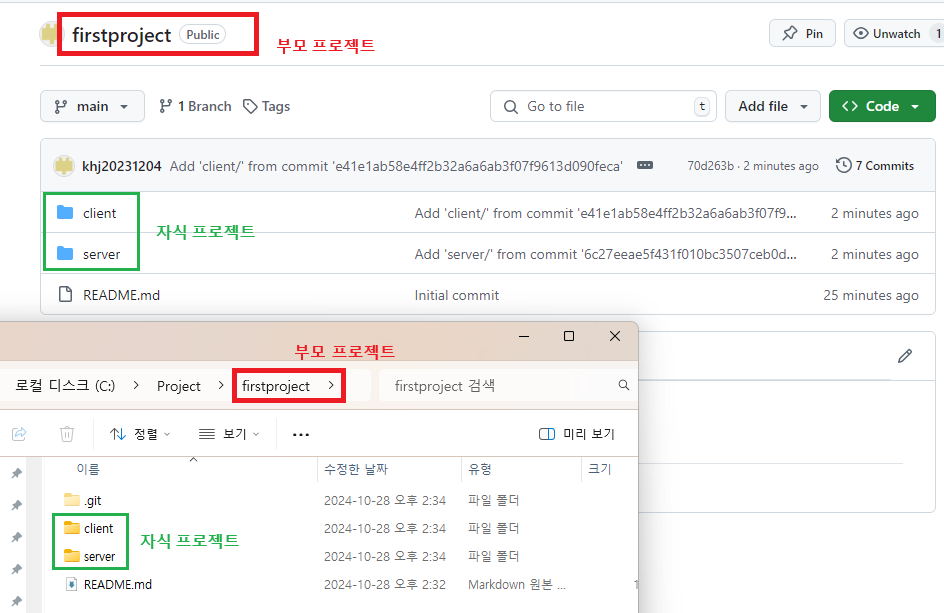 firstproject Public
부모 프로젝트
Pin
Unwatch 1
main
1 Branch
Tags
Go to file t
Add file
Code
khj20231204 Add 'client/' from commit 'e41e1ab58e4ff2b32a6a6ab3f07f9613d090feca' 70d263b · 2 minutes ago 7 Commits
client Add 'client/' from commit 'e41e1ab58e4ff2b32a6a6ab3f07f9... 2 minutes ago
자식 프로젝트
server Add 'server/' from commit '6c27eeae5f431f010bc3507ceb0d... 2 minutes ago
README.md Initial commit 25 minutes ago
부모 프로젝트
로컬 디스크 (C:) > Project > firstproject > firstproject 검색
정렬 보기 ... 미리 보기
이름 수정한 날짜 유형 크기
.git 2024-10-28 오후 2:34 파일 폴더
client 2024-10-28 오후 2:34 파일 폴더
자식 프로젝트
server 2024-10-28 오후 2:34 파일 폴더
README.md 2024-10-28 오후 2:32 Markdown 원본 ... 1